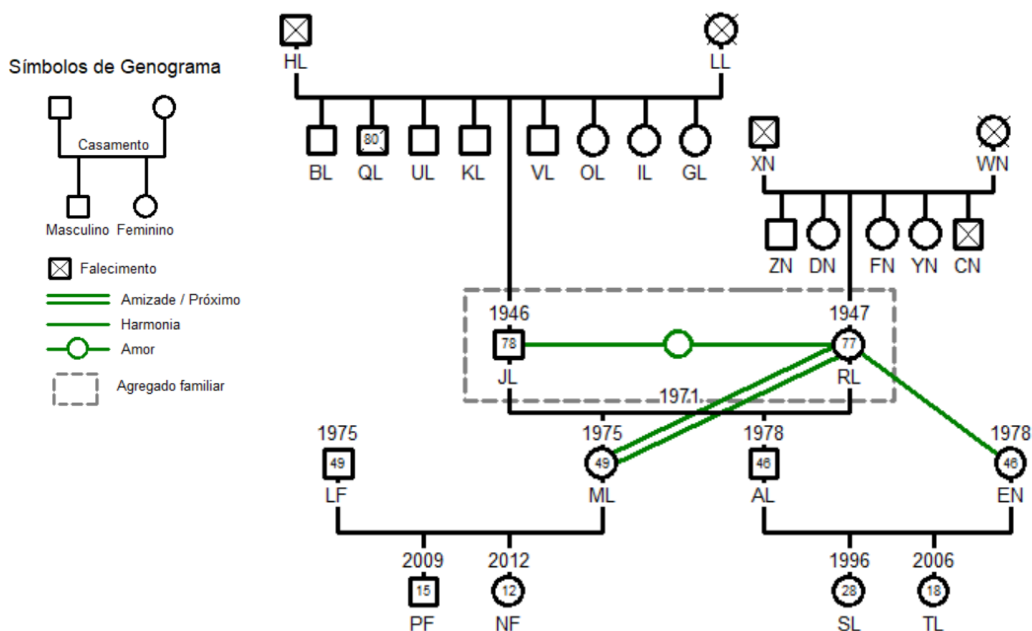 Símbolos de Genograma
Casamento
Masculino Feminino
Falecimento
Amizade / Próximo
Harmonia
Amor
Agregado familiar
HL LL
80
BL QL UL KL VL OL IL GL
XN WN
ZN DN FN YN CN
1946 1947
78 77
JL RL
1971
1975 1975 1978 1978
49 49 46 46
LF ML AL EN
2009 2012 1996 2006
15 12 28 18
PF NF SL TL